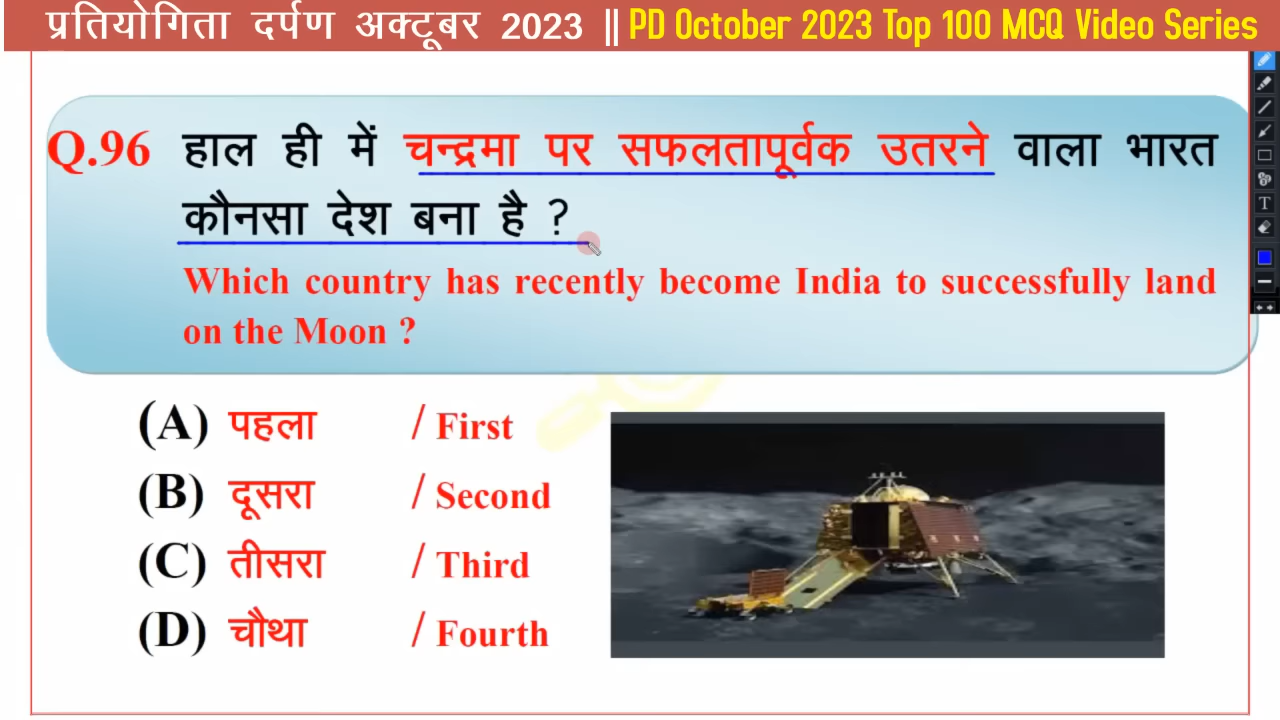 प्रतियोगिता दर्पण अक्टूबर 2023 || PD October 2023 Top 100 MCQ Video Series
Q.96 हाल ही में चन्द्रमा पर सफलतापूर्वक उतरने वाला भारत
कौनसा देश बना है ?
Which country has recently become India to successfully land
on the Moon ?
(A) पहला / First
(B) दूसरा / Second
(C) तीसरा / Third
(D) चौथा / Fourth